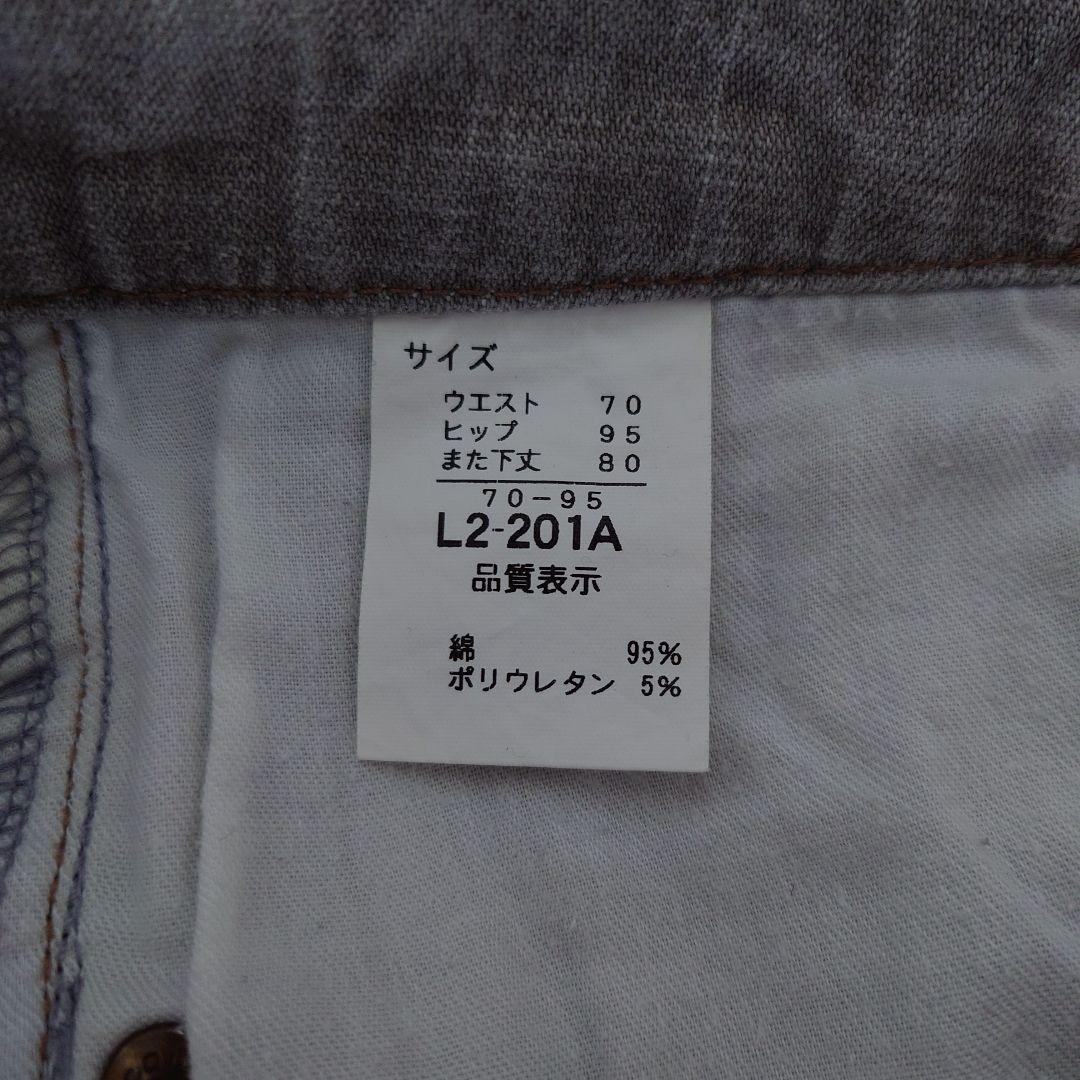 サイズ
ウエスト 70
ヒップ 95
また下丈 80
70-95
L2-201A
品質表示
綿 95%
ポリウレタン 5%